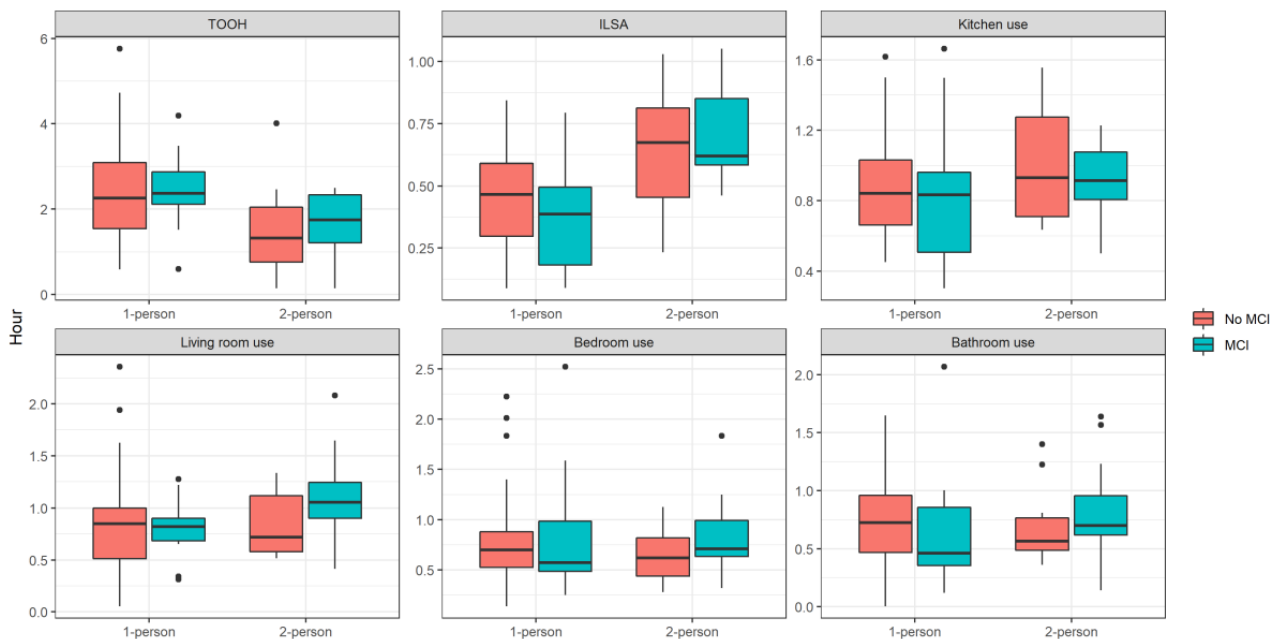 TOOH
ILSA
Kitchen use
6
4
2
0
1.00
0.75
0.50
0.25
1.6
1.2
0.8
0.4
1-person
2-person
1-person
2-person
1-person
2-person
Hour
No MCI
MCI
Living room use
Bedroom use
Bathroom use
2.0
1.5
1.0
0.5
0.0
2.5
2.0
1.5
1.0
0.5
2.0
1.5
1.0
0.5
0.0
1-person
2-person
1-person
2-person
1-person
2-person